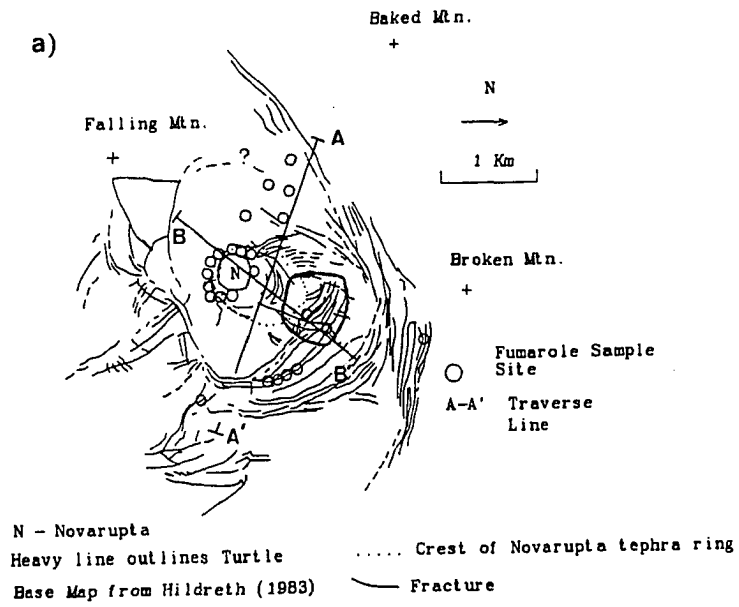 a)
Baked Mtn.
N
Falling Mtn.
?
A
1 Km
B
N
Broken Mtn.
Fumarole Sample
Site
B'
A-A' Traverse
Line
A'
N - Novarupta
Heavy line outlines Turtle
..... Crest of Novarupta tephra ring
Base Map from Hildreth (1983)
Fracture